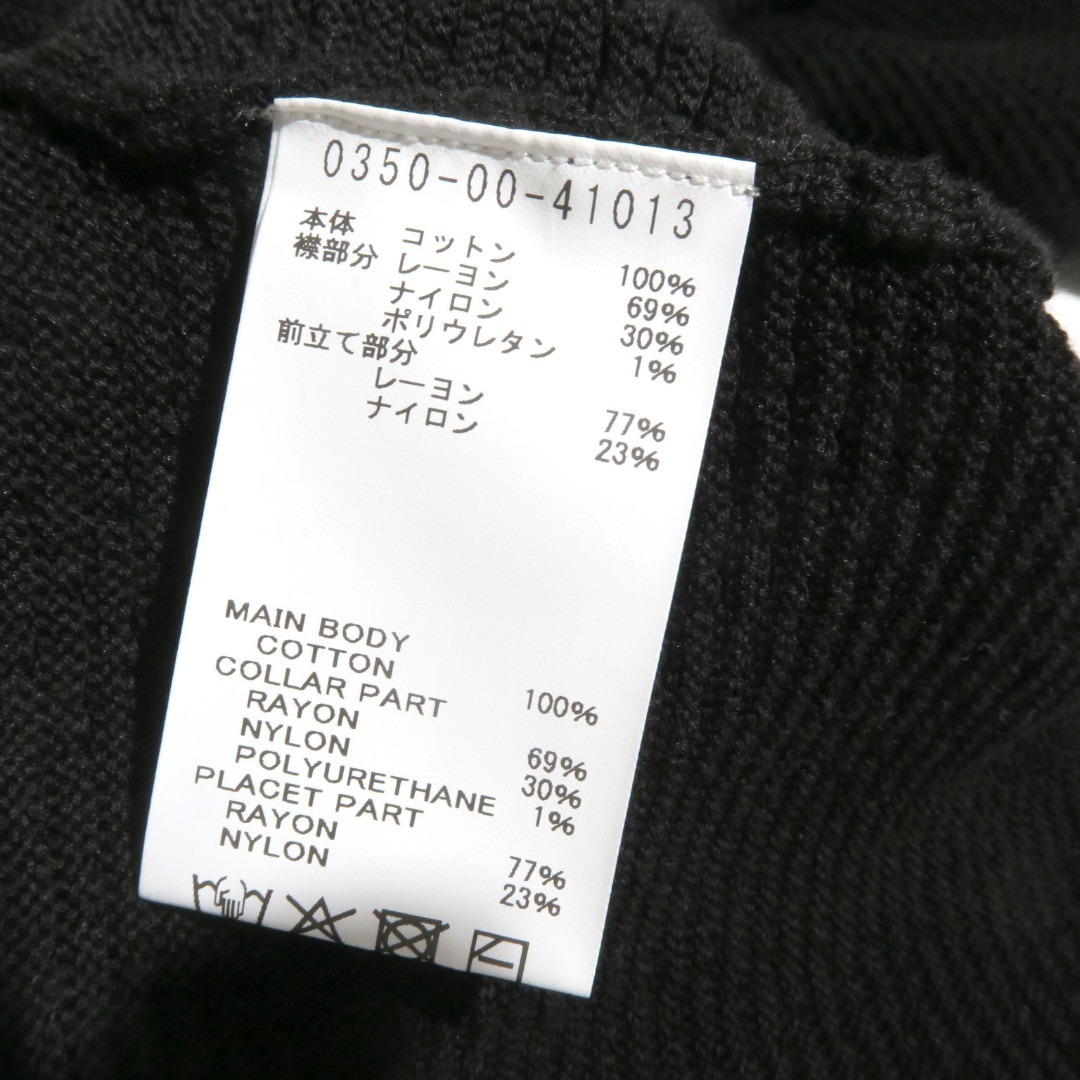 0350-00-41013
本体 コットン 100%
襟部分 レーヨン 69%
ナイロン 30%
ポリウレタン 1%
前立て部分
レーヨン 77%
ナイロン 23%
MAIN BODY
COTTON 100%
COLLAR PART
RAYON 69%
NYLON 30%
POLYURETHANE 1%
PLACET PART
RAYON 77%
NYLON 23%